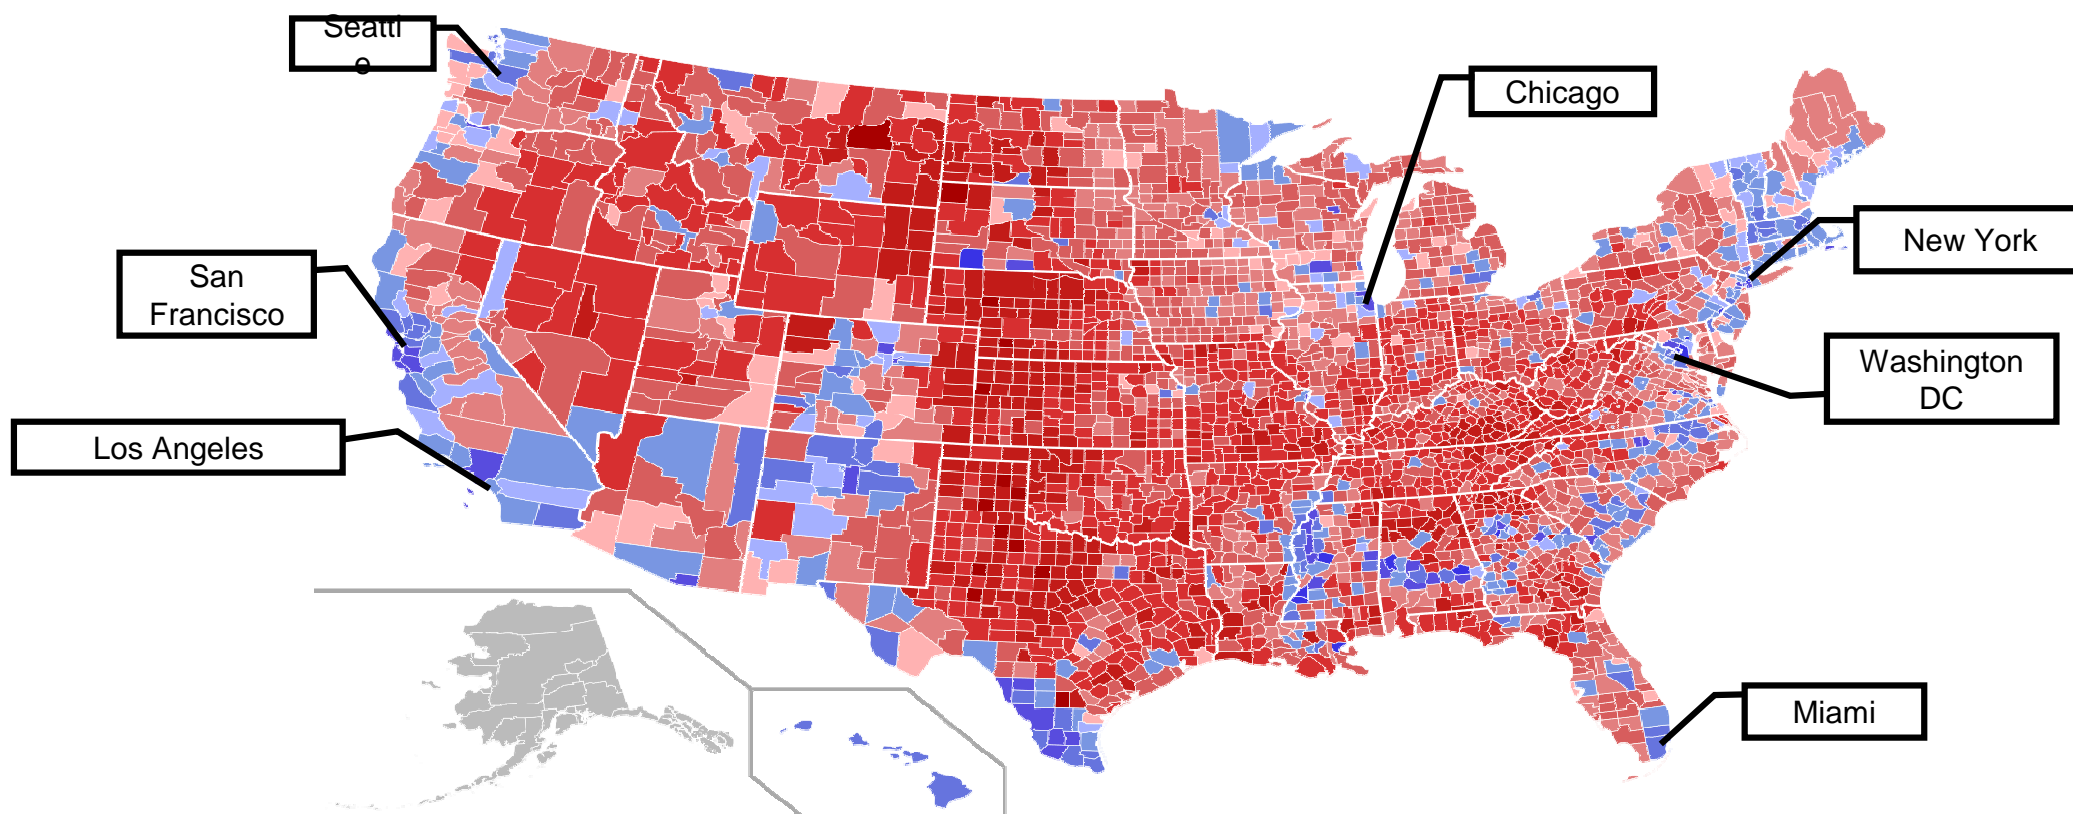 Seattl
e
Chicago
New York
San
Francisco
Washington
DC
Los Angeles
Miami